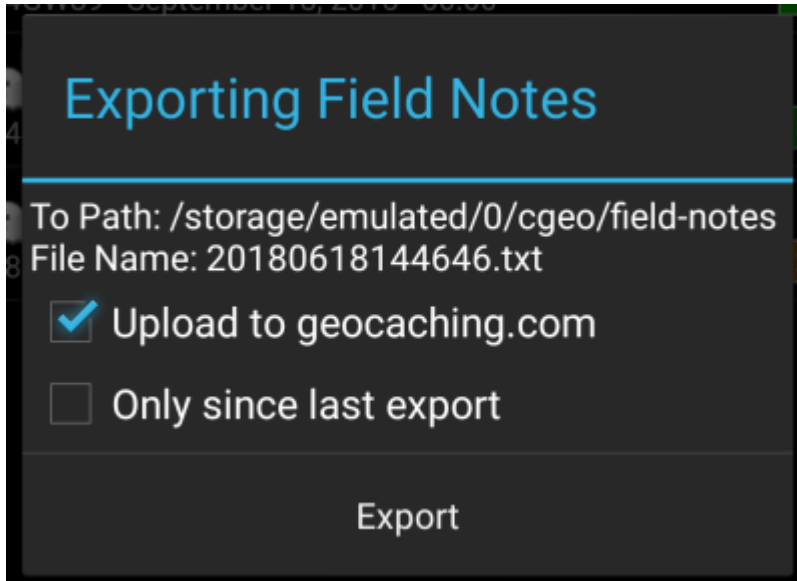 Exporting Field Notes
To Path: /storage/emulated/0/cgeo/field-notes
File Name: 20180618144646.txt
Upload to geocaching.com
Only since last export
Export